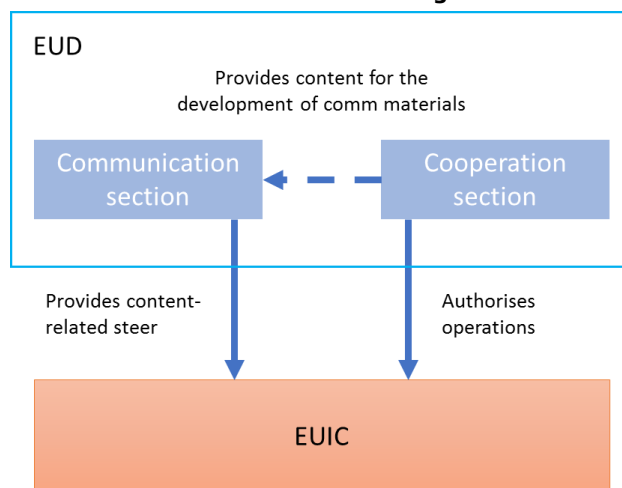 EUD
Provides content for the
development of comm materials
Communication
section
Cooperation
section
Provides content-
related steer
Authorises
operations
EUIC